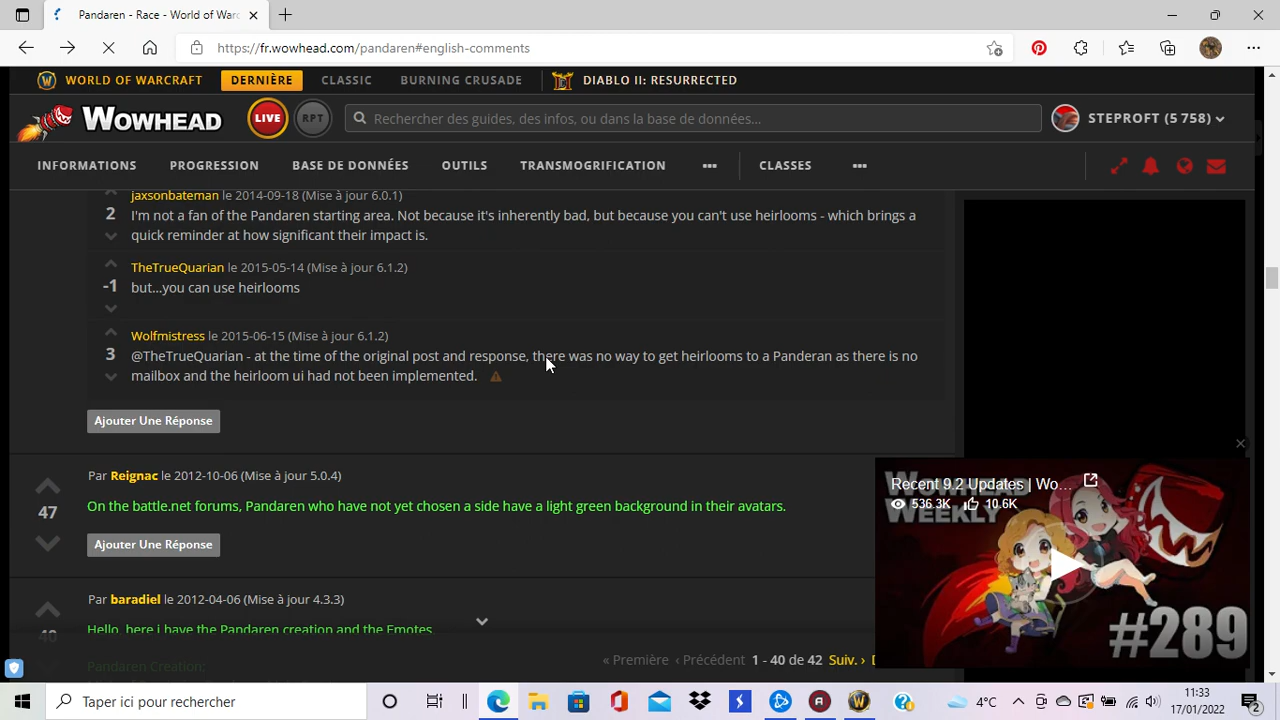 Pandaren - Race - World of Warc
https://fr.wowhead.com/pandaren#english-comments
WORLD OF WARCRAFT DERNIÈRE CLASSIC BURNING CRUSADE DIABLO II: RESURRECTED
WOWHEAD LIVE RPT Rechercher des guides, des infos, ou dans la base de données... STEPROFT (5 758)
INFORMATIONS PROGRESSION BASE DE DONNÉES OUTILS TRANSMOGRIFICATION ••• CLASSES •••
jaxsonbateman le 2014-09-18 (Mise à jour 6.0.1)
2 I'm not a fan of the Pandaren starting area. Not because it's inherently bad, but because you can't use heirlooms - which brings a
quick reminder at how significant their impact is.
TheTrueQuarian le 2015-05-14 (Mise à jour 6.1.2)
-1 but...you can use heirlooms
Wolfmistress le 2015-06-15 (Mise à jour 6.1.2)
3 @TheTrueQuarian - at the time of the original post and response, there was no way to get heirlooms to a Panderan as there is no
mailbox and the heirloom ui had not been implemented.
Ajouter Une Réponse
Par Reignac le 2012-10-06 (Mise à jour 5.0.4)
47 On the battle.net forums, Pandaren who have not yet chosen a side have a light green background in their avatars.
Ajouter Une Réponse
Recent 9.2 Updates | Wo...
536.3K 10.6K
WOWHEAD
WEEKLY
#289
Par baradiel le 2012-04-06 (Mise à jour 4.3.3)
40 Hello, here i have the Pandaren creation and the Emotes.
Pandaren Creation:
« Première ‹ Précédent 1 - 40 de 42 Suiv. › D
Taper ici pour rechercher
4°C
11:33
17/01/2022
2